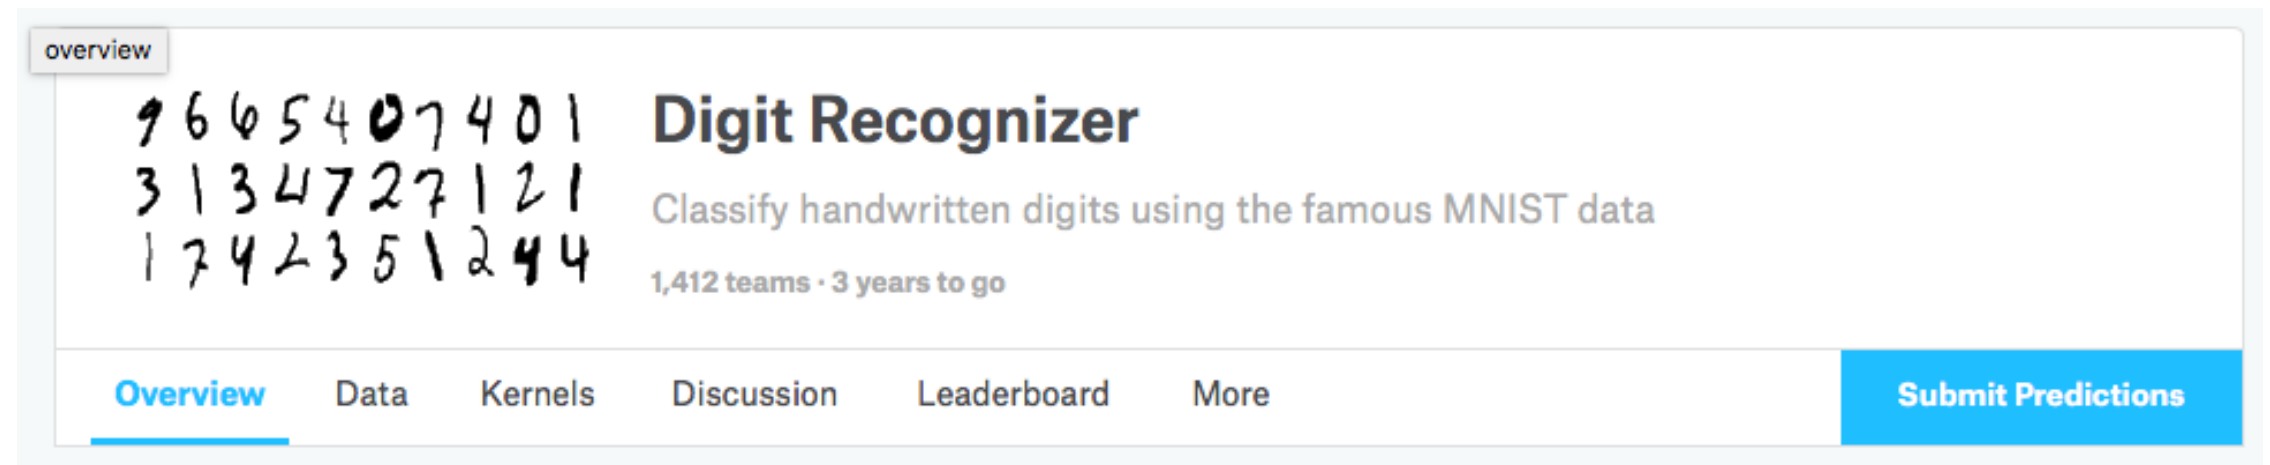 overview
9 6 6 5 4 0 7 4 0 1
3 1 3 4 7 2 7 1 2 1
1 7 4 2 3 5 1 2 4 4
Digit Recognizer
Classify handwritten digits using the famous MNIST data
1,412 teams · 3 years to go
Overview Data Kernels Discussion Leaderboard More Submit Predictions